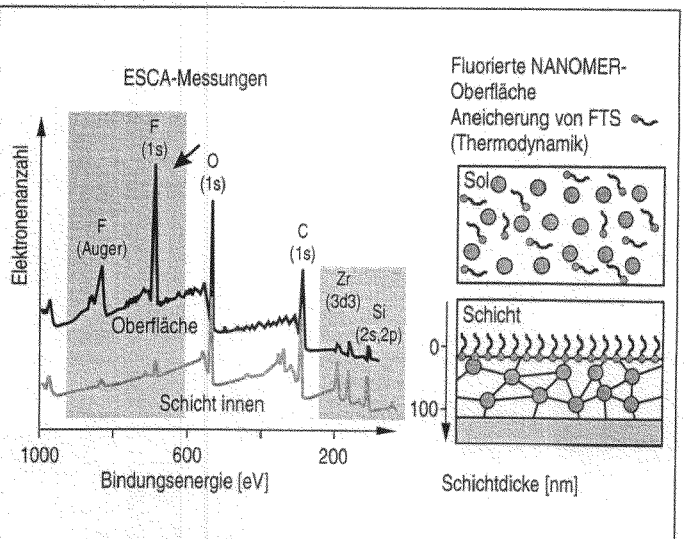 ESCA-Messungen
Elektronenanzahl
F
(Auger)
F
(1s)
O
(1s)
C
(1s)
Zr
(3d3)
Si
(2s,2p)
Oberfläche
Schicht innen
1000
600
200
Bindungsenergie [eV]
Fluorierte NANOMER-
Oberfläche
Aneicherung von FTS
(Thermodynamik)
Sol
Schicht
0
100
Schichtdicke [nm]